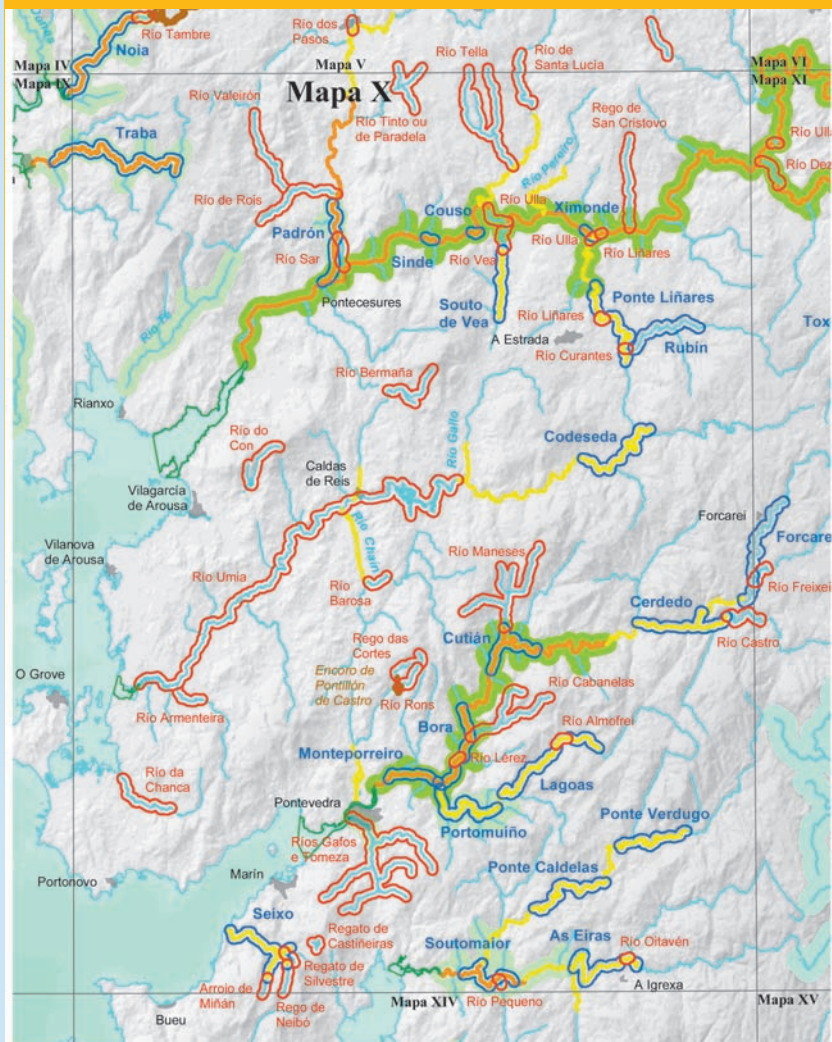 Río Tambre
Noia
Río dos
Pasos
Mapa IV
Mapa IX
Mapa V
Mapa X
Río Tella
Río de
Santa Lucía
Mapa VI
Mapa XI
Río Valeirón
Río Tinto ou
de Paradela
Rego de
San Cristovo
Traba
Río Ulla
Río Dez
Río Pereiro
Río de Rois
Couso
Río Ulla
Ximonde
Padrón
Río Sar
Sinde
Río Vea
Río Ulla
Río Liñares
Pontecesures
Souto
de Vea
Ponte Liñares
Río Liñares
A Estrada
Río Curantes
Rubín
Tox
Río Te
Río Bermaña
Rianxo
Río do
Con
Río Gallo
Codeseda
Caldas
de Reis
Vilagarcía
de Arousa
Río Chain
Forcarei
Forcare
Vilanova
de Arousa
Río Umia
Río
Barosa
Río Maneses
Río Freixei
Cerdedo
Río Castro
Cutián
Rego das
Cortes
Encoro de
Pontillón
de Castro
Río Rons
Río Cabanelas
O Grove
Río Armenteira
Bora
Río Almofrei
Monteporreiro
Río Lérez
Río da
Chanca
Lagoas
Pontevedra
Portomuíño
Ponte Verdugo
Ríos Gafos
e Tomeza
Ponte Caldelas
Portonovo
Marín
Seixo
Regato de
Castiñeiras
Soutomaior
As Eiras
Río Oitavén
Regato de
Silvestre
Arroio de
Miñán
Rego de
Neibó
Mapa XIV
Río Pequeno
A Igrexa
Mapa XV
Bueu